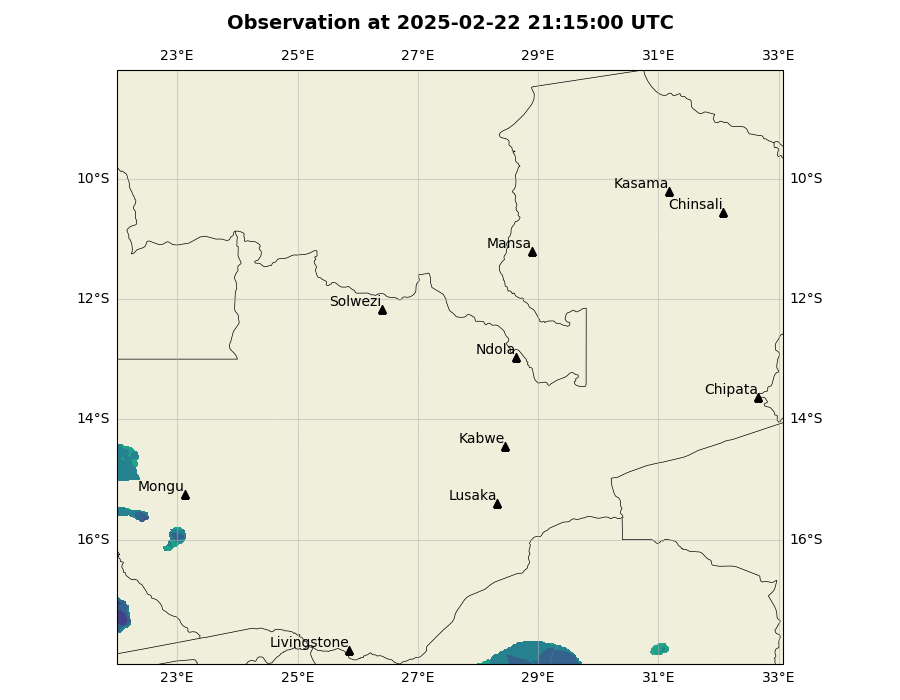 Observation at 2025-02-22 21:15:00 UTC
23°E 25°E 27°E 29°E 31°E 33°E
10°S 10°S
Kasama
Chinsali
Mansa
12°S 12°S
Solwezi
Ndola
Chipata
14°S 14°S
Kabwe
Mongu
Lusaka
16°S 16°S
Livingstone
23°E 25°E 27°E 29°E 31°E 33°E